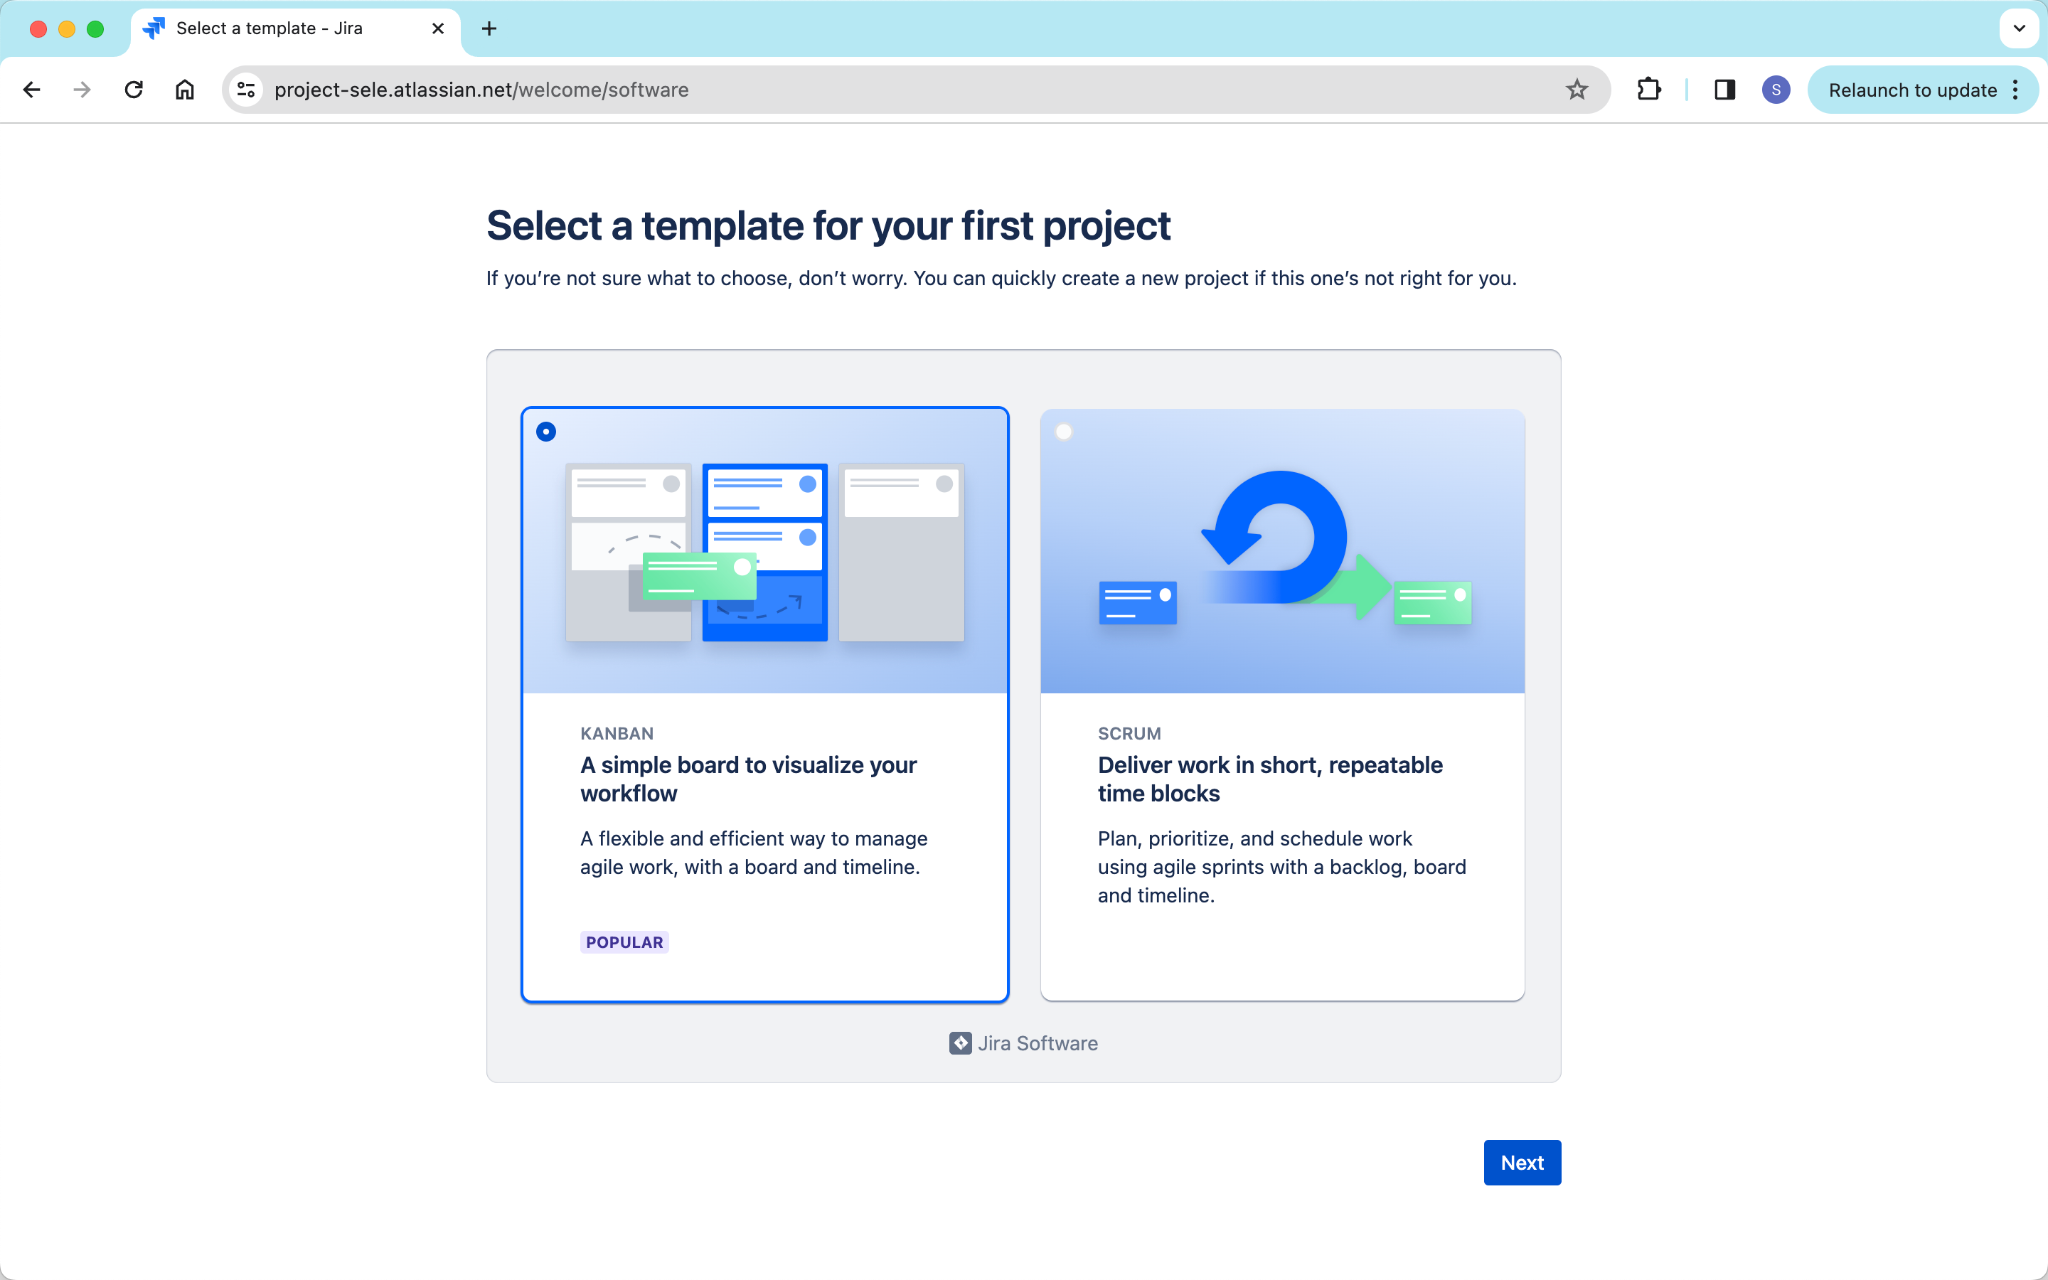 Select a template - Jira
project-sele.atlassian.net/welcome/software
S
Relaunch to update
Select a template for your first project
If you’re not sure what to choose, don’t worry. You can quickly create a new project if this one’s not right for you.
KANBAN
A simple board to visualize your
workflow
A flexible and efficient way to manage
agile work, with a board and timeline.
POPULAR
SCRUM
Deliver work in short, repeatable
time blocks
Plan, prioritize, and schedule work
using agile sprints with a backlog, board
and timeline.
Jira Software
Next